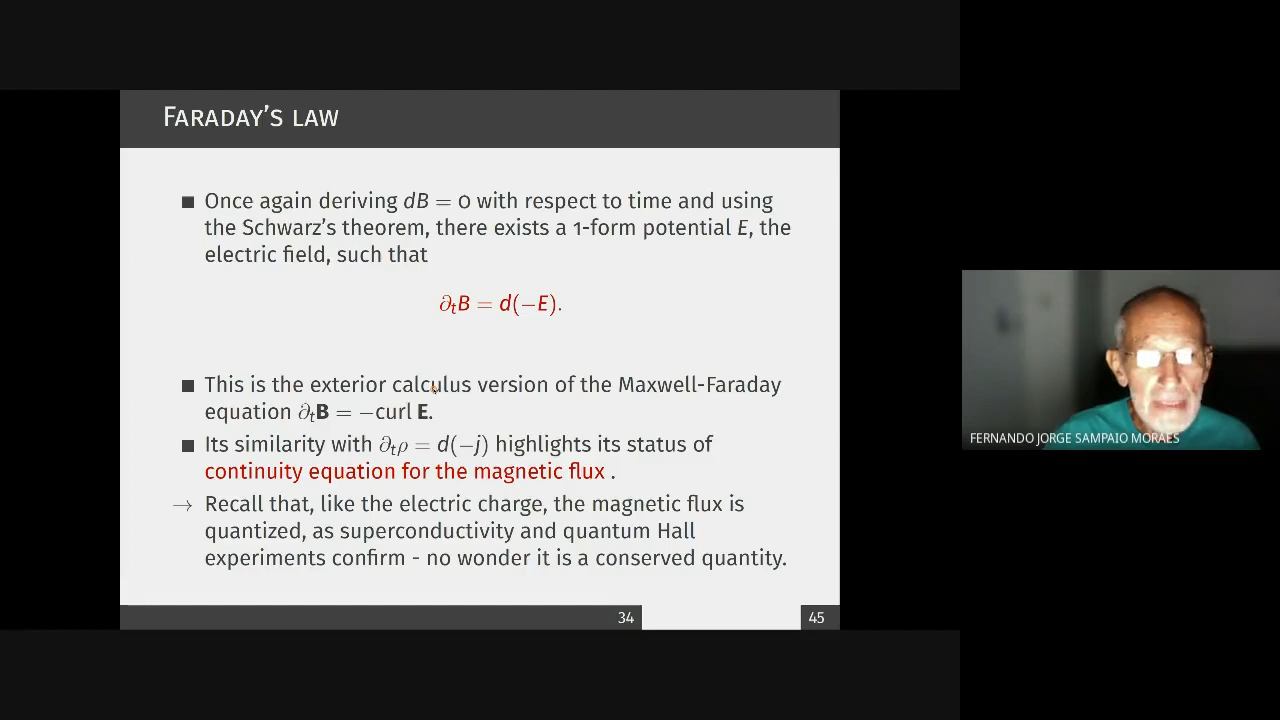 FARADAY'S LAW
■ Once again deriving dB = 0 with respect to time and using
the Schwarz's theorem, there exists a 1-form potential E, the
electric field, such that
∂ₜB = d(−E).
■ This is the exterior calculus version of the Maxwell-Faraday
equation ∂ₜB = −curl E.
■ Its similarity with ∂ₜρ = d(−j) highlights its status of
continuity equation for the magnetic flux .
→ Recall that, like the electric charge, the magnetic flux is
quantized, as superconductivity and quantum Hall
experiments confirm - no wonder it is a conserved quantity.
34 45
FERNANDO JORGE SAMPAIO MORAES